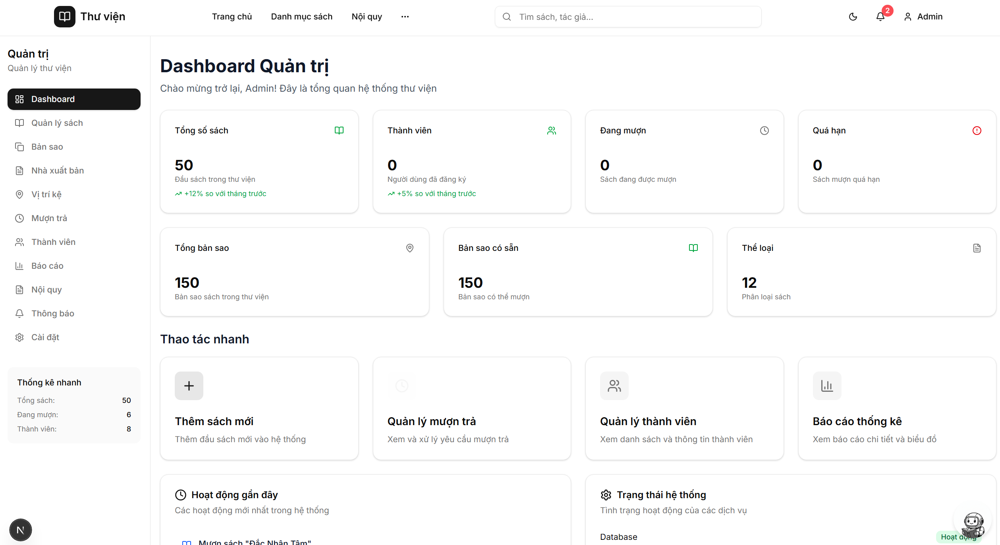 Thư viện
Trang chủ
Danh mục sách
Nội quy
Tìm sách, tác giả...
2
Admin
Quản trị
Quản lý thư viện
Dashboard
Quản lý sách
Bản sao
Nhà xuất bản
Vị trí kệ
Mượn trả
Thành viên
Báo cáo
Nội quy
Thông báo
Cài đặt
Thống kê nhanh
Tổng sách: 50
Đang mượn: 6
Thành viên: 8
N
Dashboard Quản trị
Chào mừng trở lại, Admin! Đây là tổng quan hệ thống thư viện
Tổng số sách
50
Đầu sách trong thư viện
+12% so với tháng trước
Thành viên
0
Người dùng đã đăng ký
+5% so với tháng trước
Đang mượn
0
Sách đang được mượn
Quá hạn
0
Sách mượn quá hạn
Tổng bản sao
150
Bản sao sách trong thư viện
Bản sao có sẵn
150
Bản sao có thể mượn
Thể loại
12
Phân loại sách
Thao tác nhanh
Thêm sách mới
Thêm đầu sách mới vào hệ thống
Quản lý mượn trả
Xem và xử lý yêu cầu mượn trả
Quản lý thành viên
Xem danh sách và thông tin thành viên
Báo cáo thống kê
Xem báo cáo chi tiết và biểu đồ
Hoạt động gần đây
Các hoạt động mới nhất trong hệ thống
Mượn sách "Đắc Nhân Tâm"
Trạng thái hệ thống
Tình trạng hoạt động của các dịch vụ
Database
Hoạt động